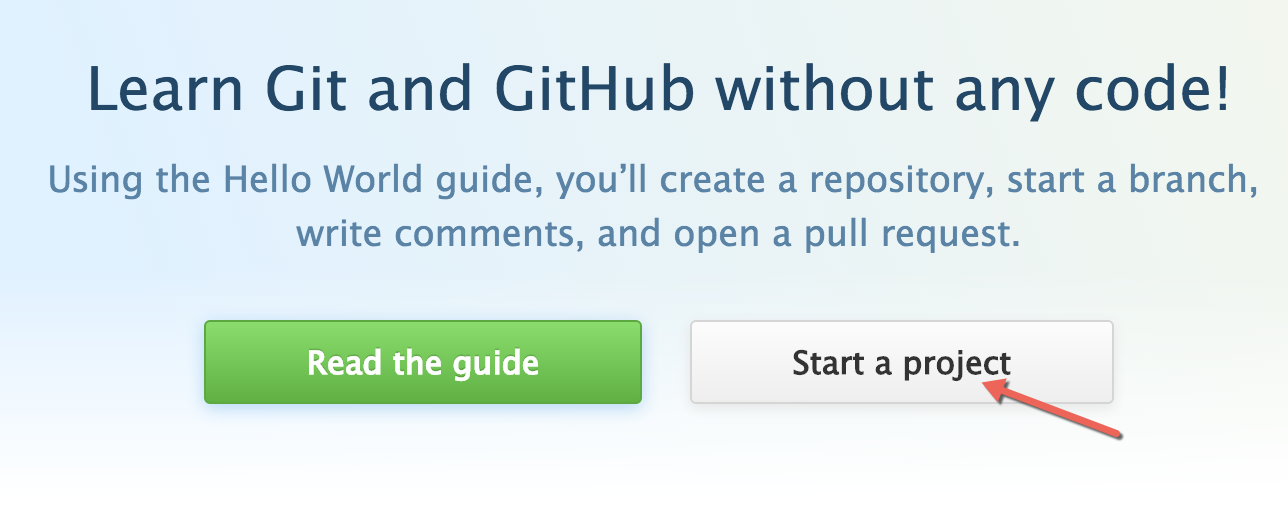 Learn Git and GitHub without any code!
Using the Hello World guide, you’ll create a repository, start a branch,
write comments, and open a pull request.
Read the guide
Start a project